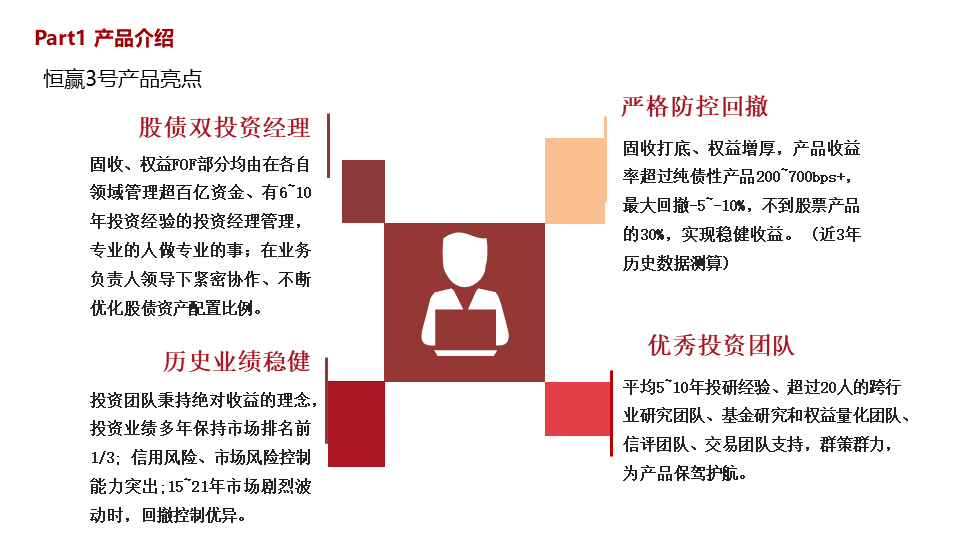 Part1 产品介绍
恒赢3号产品亮点
股债双投资经理
固收、权益FOF部分均由在各自
领域管理超百亿资金、有6~10
年投资经验的投资经理管理，
专业的人做专业的事；在业务
负责人领导下紧密协作、不断
优化股债资产配置比例。
严格防控回撤
固收打底、权益增厚，产品收益
率超过纯债性产品200~700bps+，
最大回撤-5~-10%，不到股票产品
的30%，实现稳健收益。（近3年
历史数据测算）
历史业绩稳健
投资团队秉持绝对收益的理念，
投资业绩多年保持市场排名前
1/3；信用风险、市场风险控制
能力突出;15~21年市场剧烈波
动时，回撤控制优异。
优秀投资团队
平均5~10年投研经验、超过20人的跨行
业研究团队、基金研究和权益量化团队、
信评团队、交易团队支持，群策群力，
为产品保驾护航。